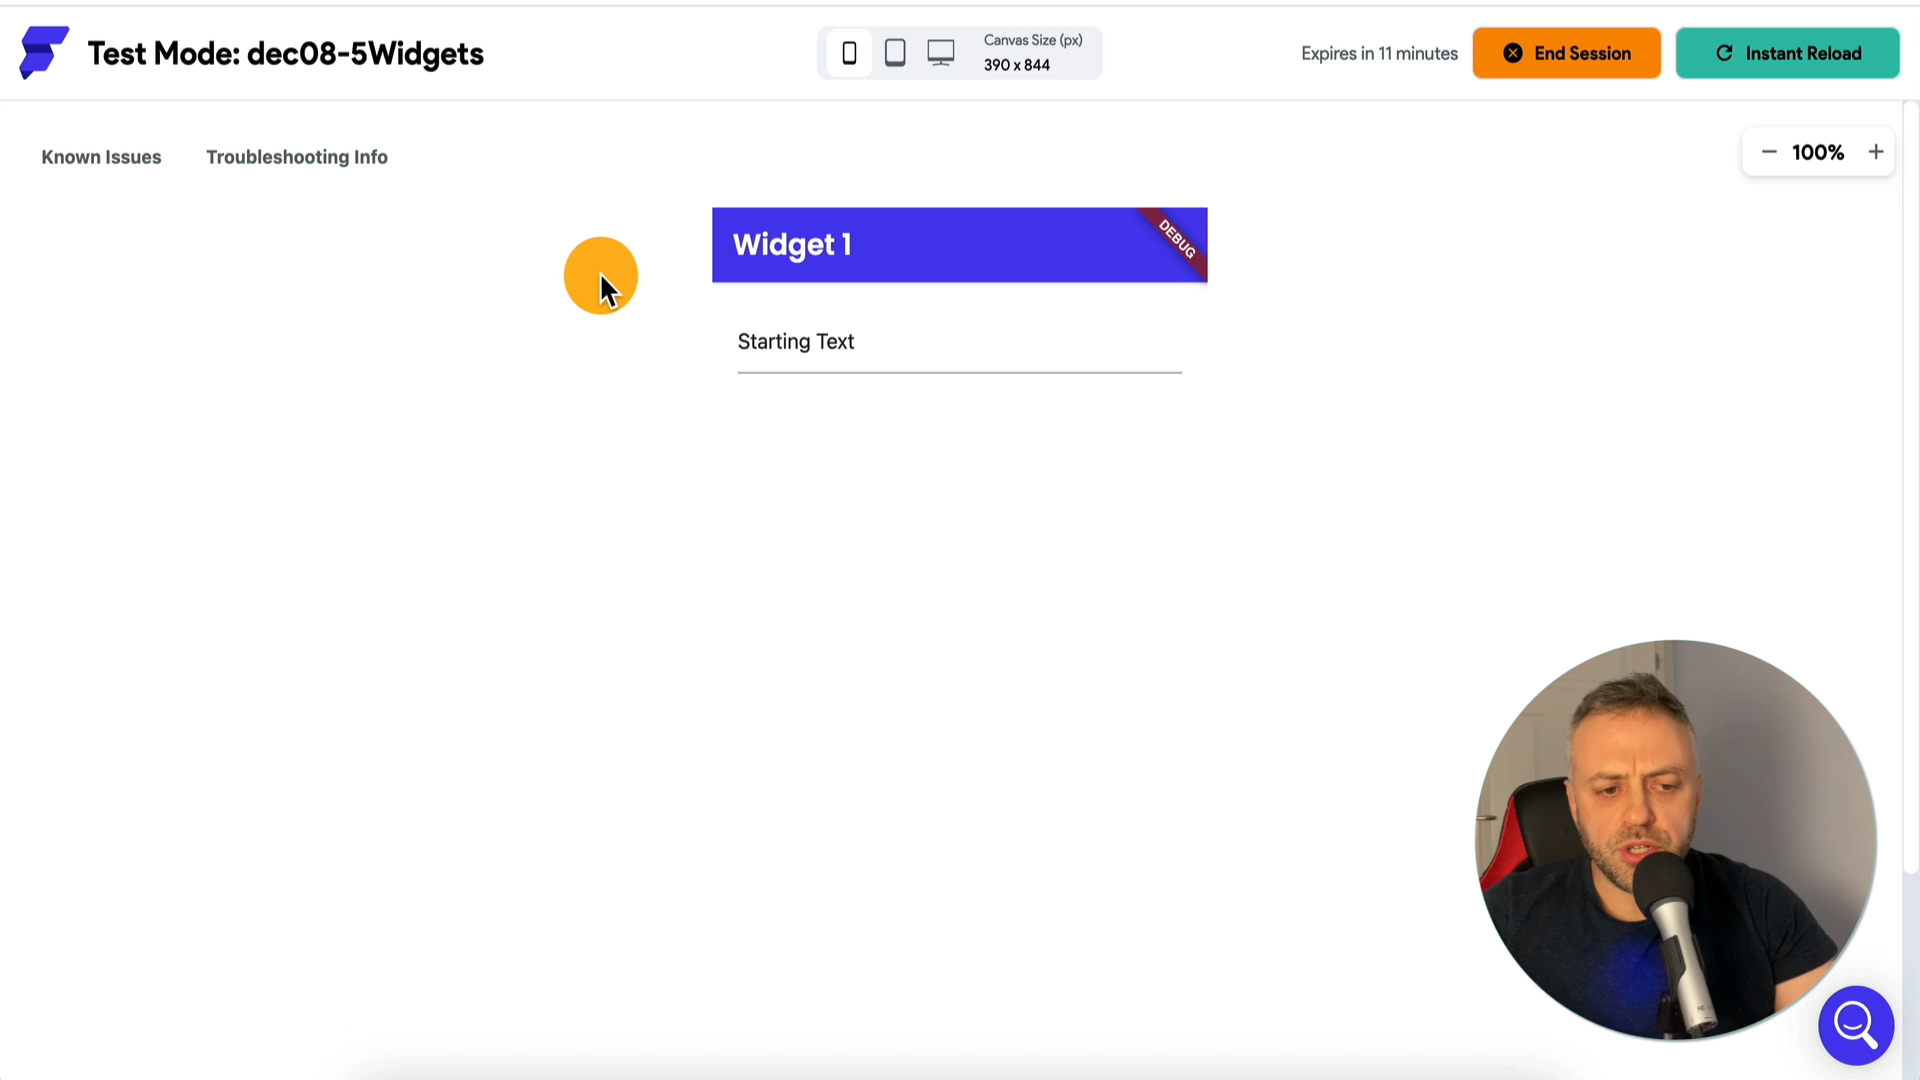 Test Mode: dec08-5Widgets
Canvas Size (px)
390 x 844
Expires in 11 minutes
End Session
Instant Reload
Known Issues
Troubleshooting Info
100%
Widget 1
DEBUG
Starting Text